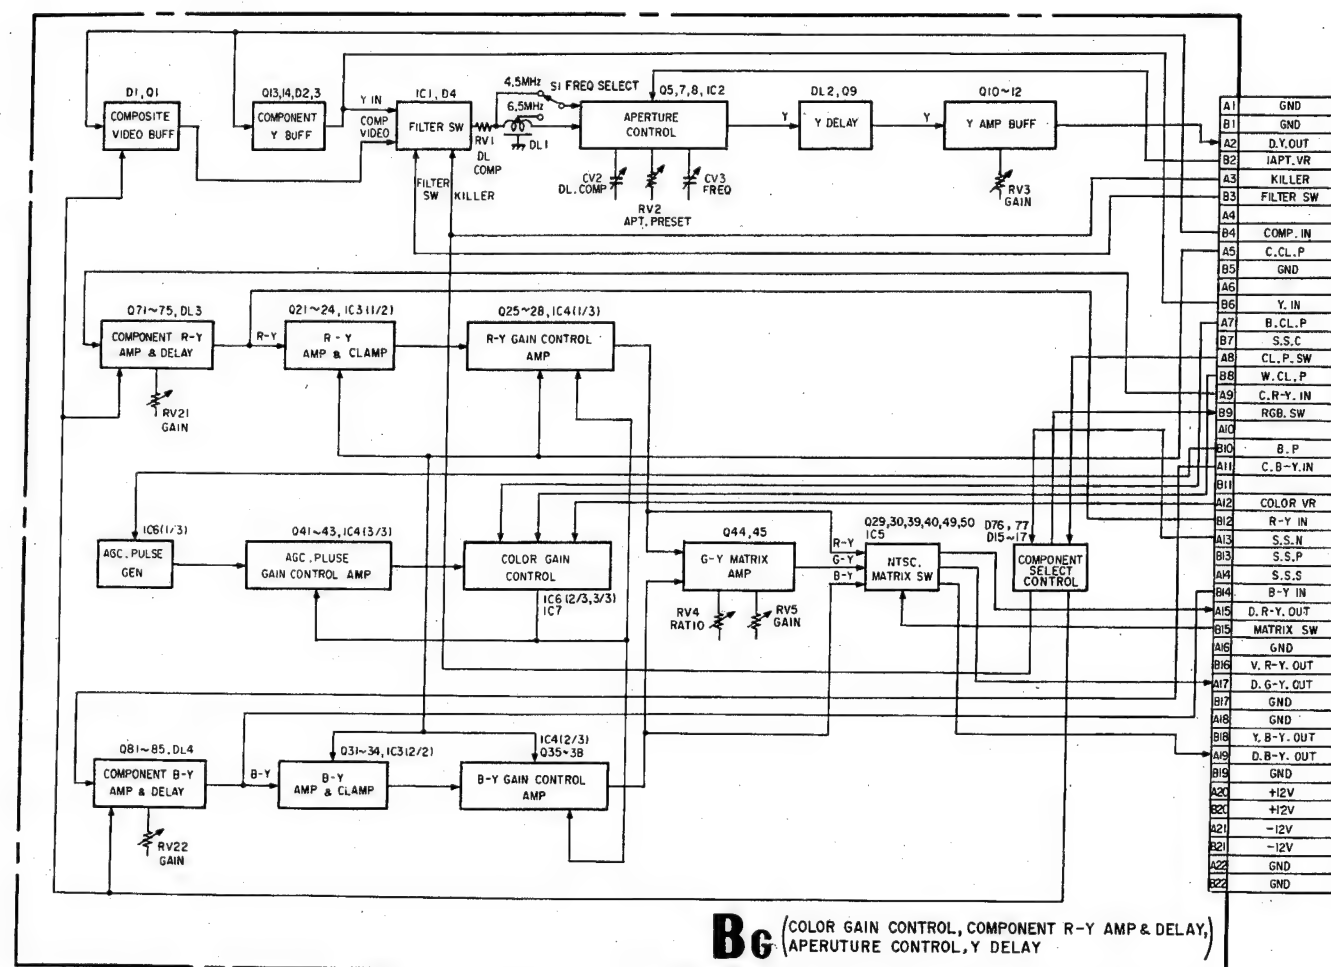 D1, Q1
COMPOSITE
VIDEO BUFF
Q13,14,D2,3
COMPONENT
Y BUFF
Y IN
COMP
VIDEO
IC1, D4
FILTER SW
FILTER
SW
KILLER
RV1
DL
COMP
4.5MHz
6.5MHz
S1 FREQ SELECT
DL1
Q5,7,8, IC2
APERTURE
CONTROL
CV2
DL.COMP
RV2
APT. PRESET
CV3
FREQ
Y
DL2, Q9
Y DELAY
Y
Q10~12
Y AMP BUFF
RV3
GAIN
Q71~75, DL3
COMPONENT R-Y
AMP & DELAY
RV21
GAIN
R-Y
Q21~24, IC3(1/2)
R-Y
AMP & CLAMP
Q25~28, IC4(1/3)
R-Y GAIN CONTROL
AMP
IC6(1/3)
AGC. PULSE
GEN
Q41~43, IC4(3/3)
AGC. PLUSE
GAIN CONTROL AMP
COLOR GAIN
CONTROL
IC6(2/3,3/3)
IC7
Q44,45
G-Y MATRIX
AMP
RV4
RATIO
RV5
GAIN
R-Y
G-Y
B-Y
Q29,30,39,40,49,50
IC5
NTSC.
MATRIX SW
D76, 77
D15~17
COMPONENT
SELECT
CONTROL
Q81~85, DL4
COMPONENT B-Y
AMP & DELAY
RV22
GAIN
B-Y
Q31~34, IC3(2/2)
B-Y
AMP & CLAMP
IC4(2/3)
Q35~38
B-Y GAIN CONTROL
AMP
A1 GND
B1 GND
A2 D.Y.OUT
B2 IAPT.VR
A3 KILLER
B3 FILTER SW
A4
B4 COMP. IN
A5 C.CL.P
B5 GND
A6
B6 Y. IN
A7 B.CL.P
B7 S.S.C
A8 CL.P.SW
B8 W.CL.P
A9 C.R-Y. IN
B9 RGB.SW
A10
B10 B.P
A11 C.B-Y.IN
B11
A12 COLOR VR
B12 R-Y IN
A13 S.S.N
B13 S.S.P
A14 S.S.S
B14 B-Y IN
A15 D.R-Y.OUT
B15 MATRIX SW
A16 GND
B16 V. R-Y. OUT
A17 D. G-Y. OUT
B17 GND
A18 GND
B18 Y. B-Y. OUT
A19 D.B-Y. OUT
B19 GND
A20 +12V
B20 +12V
A21 -12V
B21 -12V
A22 GND
B22 GND
BG (COLOR GAIN CONTROL, COMPONENT R-Y AMP & DELAY,
APERUTURE CONTROL, Y DELAY)